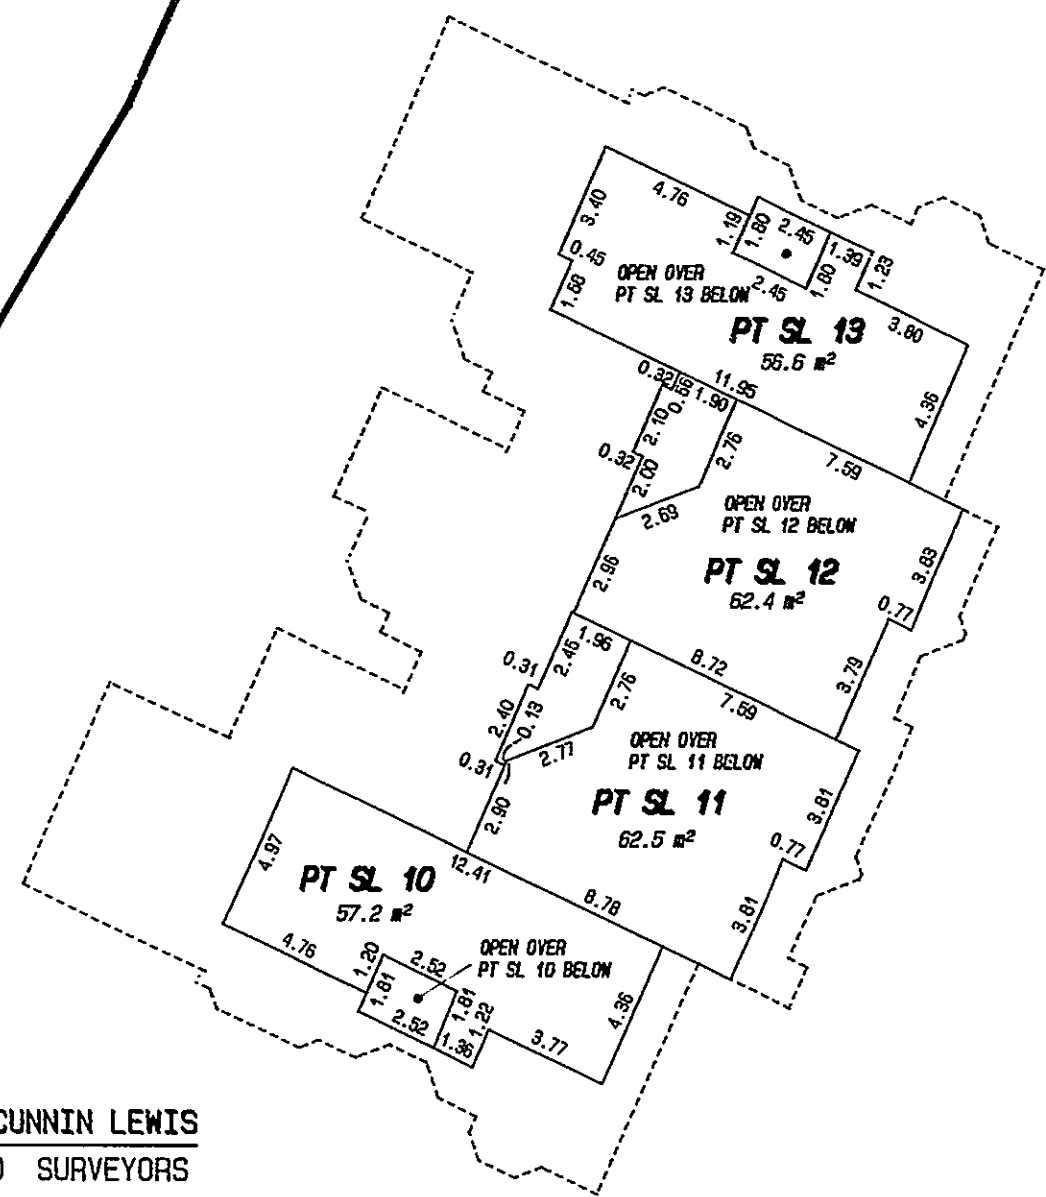 4.76
3.40
1.19
1.80
2.45
1.39
1.23
0.45
1.58
OPEN OVER
PT SL 13 BELOW
2.45
1.80
PT SL 13
56.6 m²
3.80
4.36
0.32
11.95
1.90
2.10
2.76
7.59
0.32
2.00
2.69
OPEN OVER
PT SL 12 BELOW
2.96
PT SL 12
62.4 m²
3.83
0.77
3.79
1.96
8.72
0.31
2.45
2.76
7.59
2.40
0.13
2.77
OPEN OVER
PT SL 11 BELOW
0.31
2.90
PT SL 11
62.5 m²
3.81
0.77
3.81
4.97
12.41
8.78
PT SL 10
57.2 m²
4.76
1.20
2.52
OPEN OVER
PT SL 10 BELOW
1.81
1.81
1.22
2.52
1.36
3.77
4.36
CUNNIN LEWIS
SURVEYORS